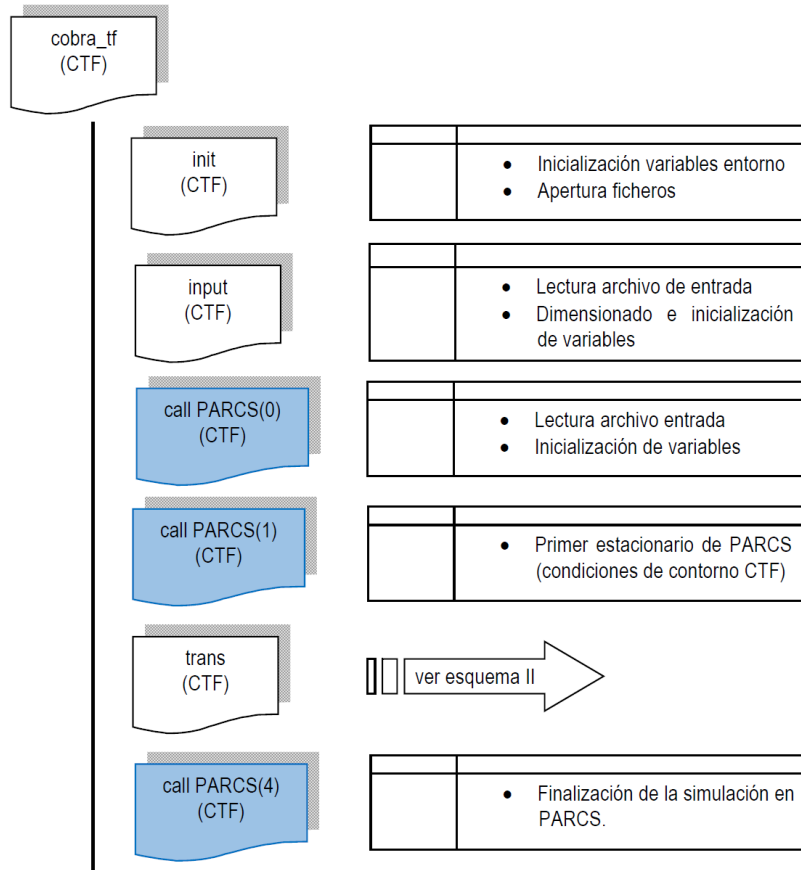 cobra_tf
(CTF)
init
(CTF)
• Inicialización variables entorno
• Apertura ficheros
input
(CTF)
• Lectura archivo de entrada
• Dimensionado e inicialización
de variables
call PARCS(0)
(CTF)
• Lectura archivo entrada
• Inicialización de variables
call PARCS(1)
(CTF)
• Primer estacionario de PARCS
(condiciones de contorno CTF)
trans
(CTF)
ver esquema II
call PARCS(4)
(CTF)
• Finalización de la simulación en
PARCS.